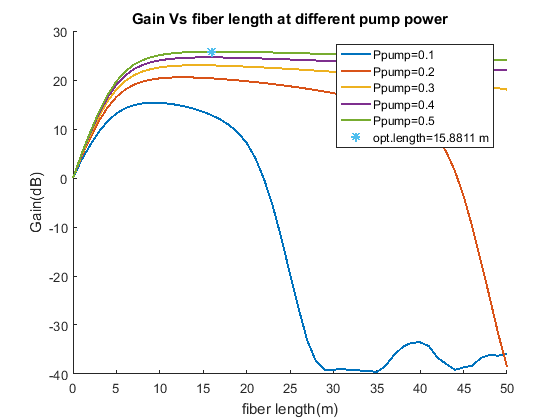 Gain Vs fiber length at different pump power
30
20
10
0
-10
-20
-30
-40
Gain(dB)
Ppump=0.1
Ppump=0.2
Ppump=0.3
Ppump=0.4
Ppump=0.5
opt.length=15.8811 m
0 5 10 15 20 25 30 35 40 45 50
fiber length(m)